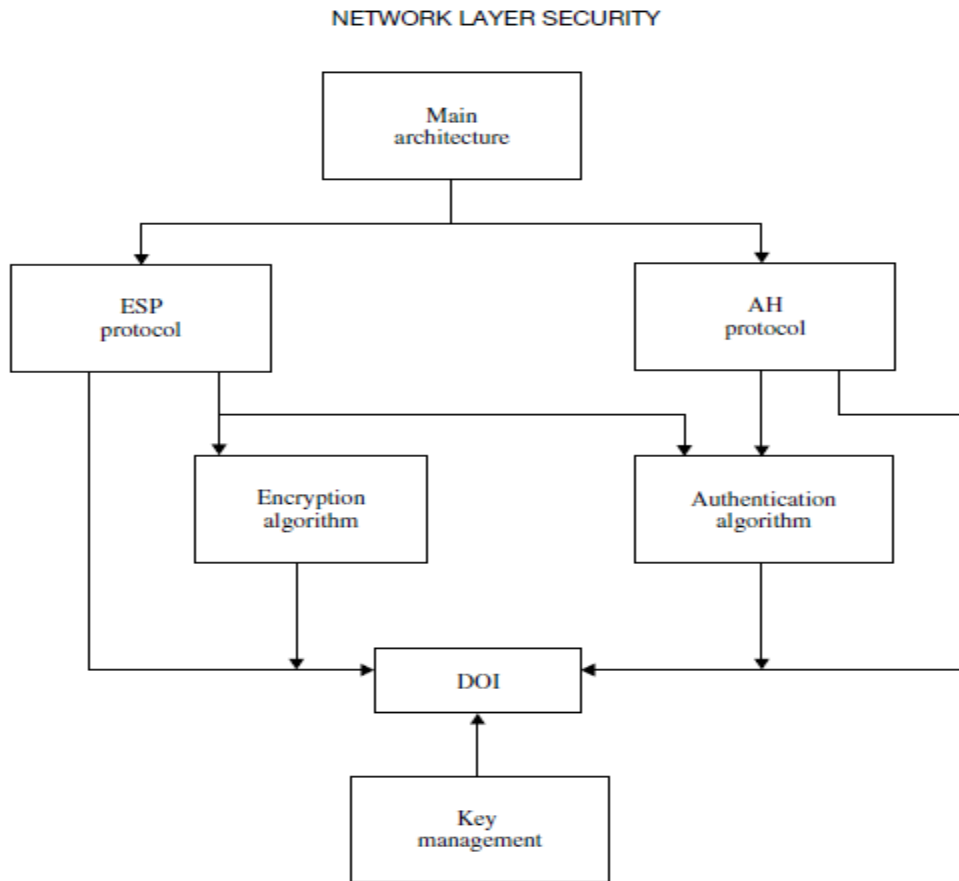 NETWORK LAYER SECURITY
Main
architecture
ESP
protocol
AH
protocol
Encryption
algorithm
Authentication
algorithm
DOI
Key
management